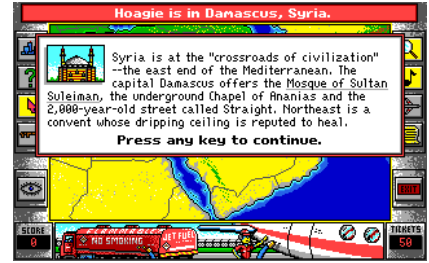 Hoagie is in Damascus, Syria.
Syria is at the "crossroads of civilization"
--the east end of the Mediterranean. The
capital Damascus offers the Mosque of Sultan
Suleiman, the underground Chapel of Ananias and the
2,000-year-old street called Straight. Northeast is a
convent whose dripping ceiling is reputed to heal.
Press any key to continue.
EXIT
SCORE
0
NO SMOKING
JET FUEL
TICKETS
50